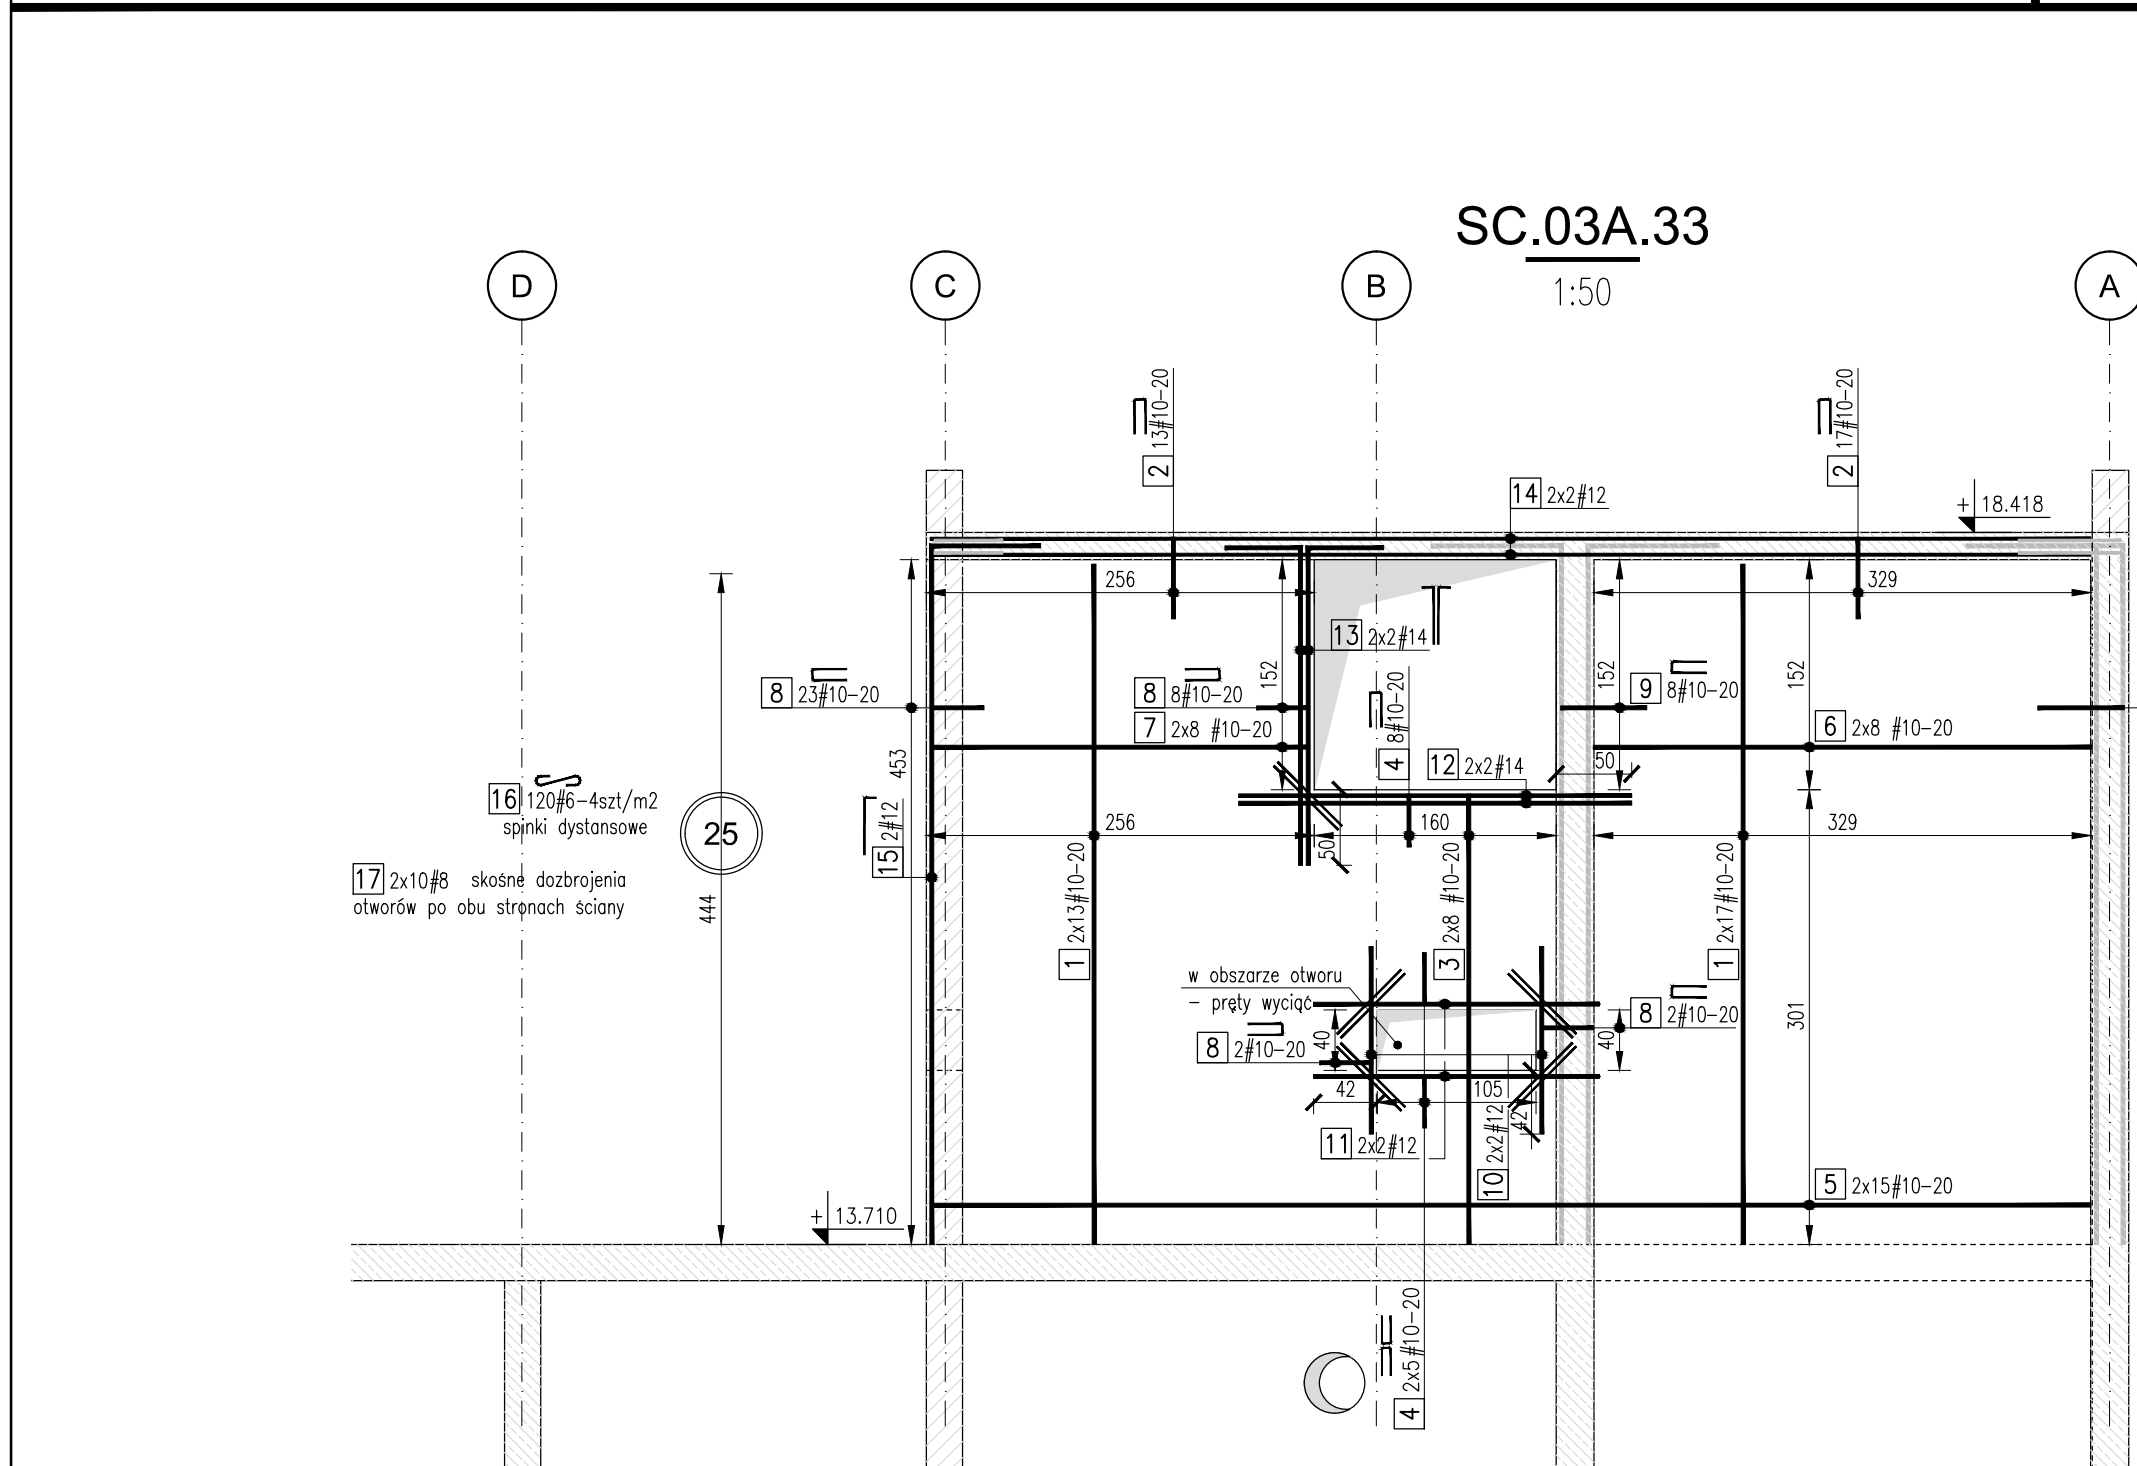 SC.03A.33
1:50
D
C
B
A
2 13#10-20
2 17#10-20
14 2x2#12
+ 18.418
256
329
13 2x2#14
8 23#10-20
8 8#10-20
152
152
9 8#10-20
152
7 2x8 #10-20
4 8#10-20
6 2x8 #10-20
453
12 2x2#14
50
16 120#6-4szt/m2
spinki dystansowe
25
15 2#12
256
160
329
50
17 2x10#8 skośne dozbrojenia
otworów po obu stronach ściany
444
1 2x13#10-20
3 2x8 #10-20
1 2x17#10-20
w obszarze otworu
- pręty wyciąć
8 2#10-20
40
40
8 2#10-20
301
42
105
42
11 2x2#12
10 2x2#12
5 2x15#10-20
+ 13.710
4 2x5#10-20